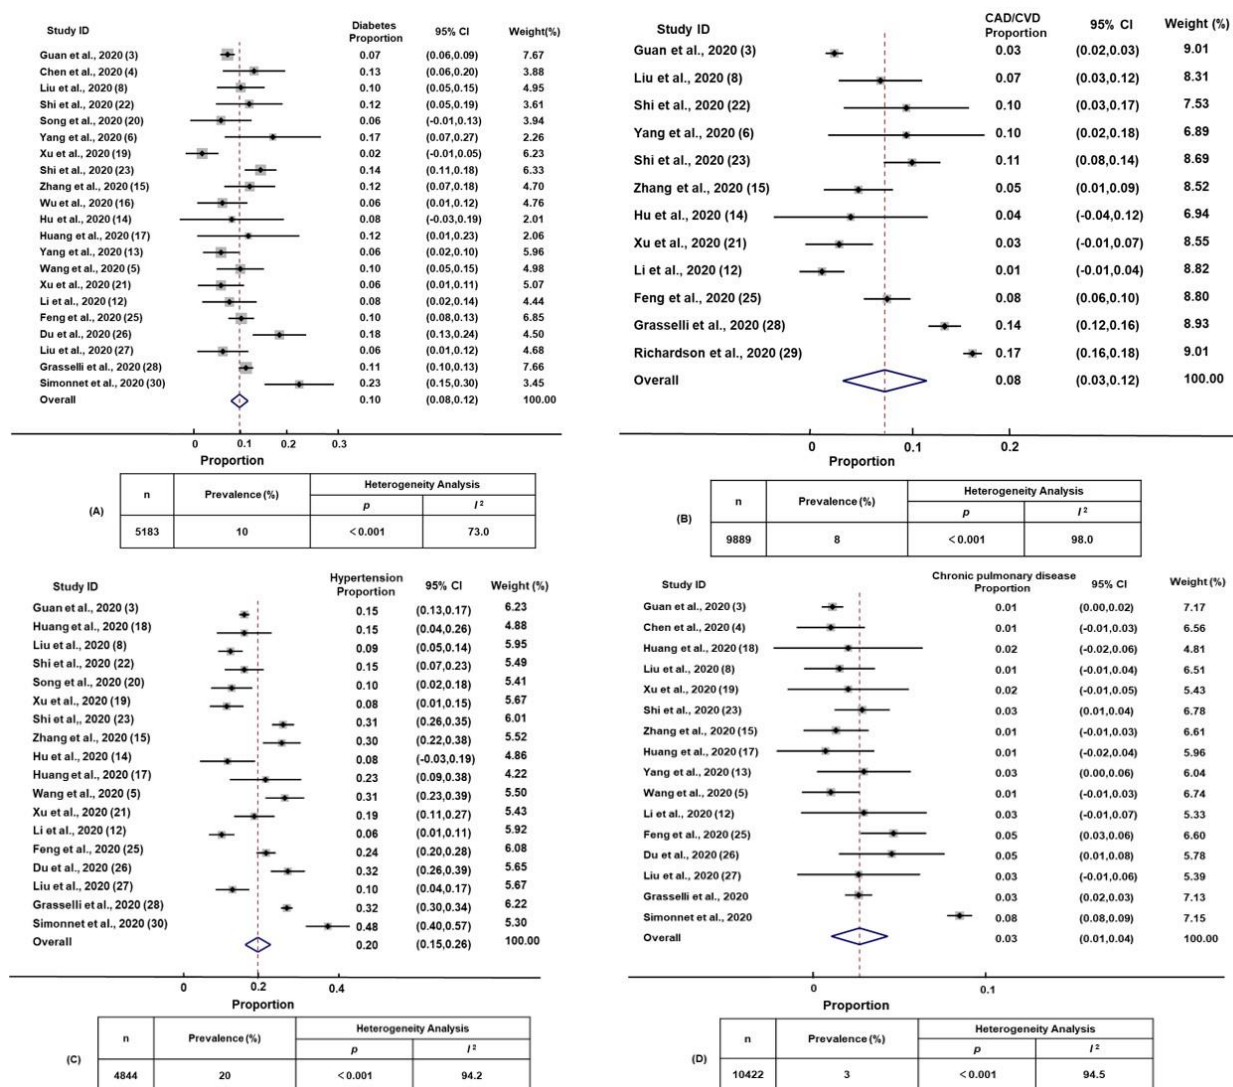 Study ID Diabetes Proportion 95% CI Weight(%)
Guan et al., 2020 (3) 0.07 (0.06,0.09) 7.67
Chen et al., 2020 (4) 0.13 (0.06,0.20) 3.88
Liu et al., 2020 (8) 0.10 (0.05,0.15) 4.95
Shi et al., 2020 (22) 0.12 (0.05,0.19) 3.61
Song et al., 2020 (20) 0.06 (-0.01,0.13) 3.94
Yang et al., 2020 (6) 0.17 (0.07,0.27) 2.26
Xu et al., 2020 (19) 0.02 (-0.01,0.05) 6.23
Shi et al., 2020 (23) 0.14 (0.11,0.18) 6.33
Zhang et al., 2020 (15) 0.12 (0.07,0.18) 4.70
Wu et al., 2020 (16) 0.06 (0.01,0.12) 4.76
Hu et al., 2020 (14) 0.08 (-0.03,0.19) 2.01
Huang et al., 2020 (17) 0.12 (0.01,0.23) 2.06
Yang et al., 2020 (13) 0.06 (0.02,0.10) 5.96
Wang et al., 2020 (5) 0.10 (0.05,0.15) 4.98
Xu et al., 2020 (21) 0.06 (0.01,0.11) 5.07
Li et al., 2020 (12) 0.08 (0.02,0.14) 4.44
Feng et al., 2020 (25) 0.10 (0.08,0.13) 6.85
Du et al., 2020 (26) 0.18 (0.13,0.24) 4.50
Liu et al., 2020 (27) 0.06 (0.01,0.12) 4.68
Grasselli et al., 2020 (28) 0.11 (0.10,0.13) 7.66
Simonnet et al., 2020 (30) 0.23 (0.15,0.30) 3.45
Overall 0.10 (0.08,0.12) 100.00
0 0.1 0.2 0.3
Proportion
(A)
n Prevalence (%) Heterogeneity Analysis
p I²
5183 10 <0.001 73.0
Study ID CAD/CVD Proportion 95% CI Weight (%)
Guan et al., 2020 (3) 0.03 (0.02,0.03) 9.01
Liu et al., 2020 (8) 0.07 (0.03,0.12) 8.31
Shi et al., 2020 (22) 0.10 (0.03,0.17) 7.53
Yang et al., 2020 (6) 0.10 (0.02,0.18) 6.89
Shi et al., 2020 (23) 0.11 (0.08,0.14) 8.69
Zhang et al., 2020 (15) 0.05 (0.01,0.09) 8.52
Hu et al., 2020 (14) 0.04 (-0.04,0.12) 6.94
Xu et al., 2020 (21) 0.03 (-0.01,0.07) 8.55
Li et al., 2020 (12) 0.01 (-0.01,0.04) 8.82
Feng et al., 2020 (25) 0.08 (0.06,0.10) 8.80
Grasselli et al., 2020 (28) 0.14 (0.12,0.16) 8.93
Richardson et al., 2020 (29) 0.17 (0.16,0.18) 9.01
Overall 0.08 (0.03,0.12) 100.00
0 0.1 0.2
Proportion
(B)
n Prevalence (%) Heterogeneity Analysis
p I²
9889 8 <0.001 98.0
Study ID Hypertension Proportion 95% CI Weight (%)
Guan et al., 2020 (3) 0.15 (0.13,0.17) 6.23
Huang et al., 2020 (18) 0.15 (0.04,0.26) 4.88
Liu et al., 2020 (8) 0.09 (0.05,0.14) 5.95
Shi et al., 2020 (22) 0.15 (0.07,0.23) 5.49
Song et al., 2020 (20) 0.10 (0.02,0.18) 5.41
Xu et al., 2020 (19) 0.08 (0.01,0.15) 5.67
Shi et al,, 2020 (23) 0.31 (0.26,0.35) 6.01
Zhang et al., 2020 (15) 0.30 (0.22,0.38) 5.52
Hu et al., 2020 (14) 0.08 (-0.03,0.19) 4.86
Huang et al., 2020 (17) 0.23 (0.09,0.38) 4.22
Wang et al., 2020 (5) 0.31 (0.23,0.39) 5.50
Xu et al., 2020 (21) 0.19 (0.11,0.27) 5.43
Li et al., 2020 (12) 0.06 (0.01,0.11) 5.92
Feng et al., 2020 (25) 0.24 (0.20,0.28) 6.08
Du et al., 2020 (26) 0.32 (0.26,0.39) 5.65
Liu et al., 2020 (27) 0.10 (0.04,0.17) 5.67
Grasselli et al., 2020 (28) 0.32 (0.30,0.34) 6.22
Simonnet et al., 2020 (30) 0.48 (0.40,0.57) 5.30
Overall 0.20 (0.15,0.26) 100.00
0 0.2 0.4
Proportion
(C)
n Prevalence (%) Heterogeneity Analysis
p I²
4844 20 <0.001 94.2
Study ID Chronic pulmonary disease Proportion 95% CI Weight (%)
Guan et al., 2020 (3) 0.01 (0.00,0.02) 7.17
Chen et al., 2020 (4) 0.01 (-0.01,0.03) 6.56
Huang et al., 2020 (18) 0.02 (-0.02,0.06) 4.81
Liu et al., 2020 (8) 0.01 (-0.01,0.04) 6.51
Xu et al., 2020 (19) 0.02 (-0.01,0.05) 5.43
Shi et al., 2020 (23) 0.03 (0.01,0.04) 6.78
Zhang et al., 2020 (15) 0.01 (-0.01,0.03) 6.61
Huang et al., 2020 (17) 0.01 (-0.02,0.04) 5.96
Yang et al., 2020 (13) 0.03 (0.00,0.06) 6.04
Wang et al., 2020 (5) 0.01 (-0.01,0.03) 6.74
Li et al., 2020 (12) 0.03 (-0.01,0.07) 5.33
Feng et al., 2020 (25) 0.05 (0.03,0.06) 6.60
Du et al., 2020 (26) 0.05 (0.01,0.08) 5.78
Liu et al., 2020 (27) 0.03 (-0.01,0.06) 5.39
Grasselli et al., 2020 0.03 (0.02,0.03) 7.13
Simonnet et al., 2020 0.08 (0.08,0.09) 7.15
Overall 0.03 (0.01,0.04) 100.00
0 0.1
Proportion
(D)
n Prevalence (%) Heterogeneity Analysis
p I²
10422 3 <0.001 94.5